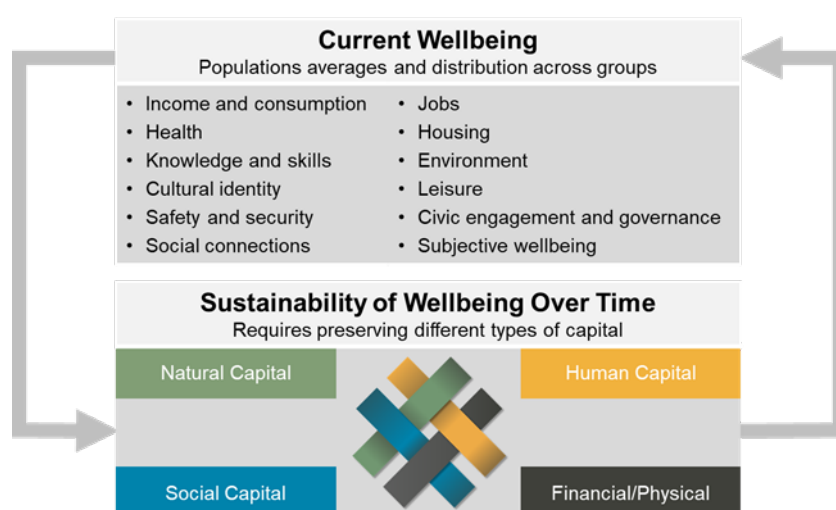 Current Wellbeing
Populations averages and distribution across groups
• Income and consumption
• Health
• Knowledge and skills
• Cultural identity
• Safety and security
• Social connections
• Jobs
• Housing
• Environment
• Leisure
• Civic engagement and governance
• Subjective wellbeing
Sustainability of Wellbeing Over Time
Requires preserving different types of capital
Natural Capital
Human Capital
Social Capital
Financial/Physical